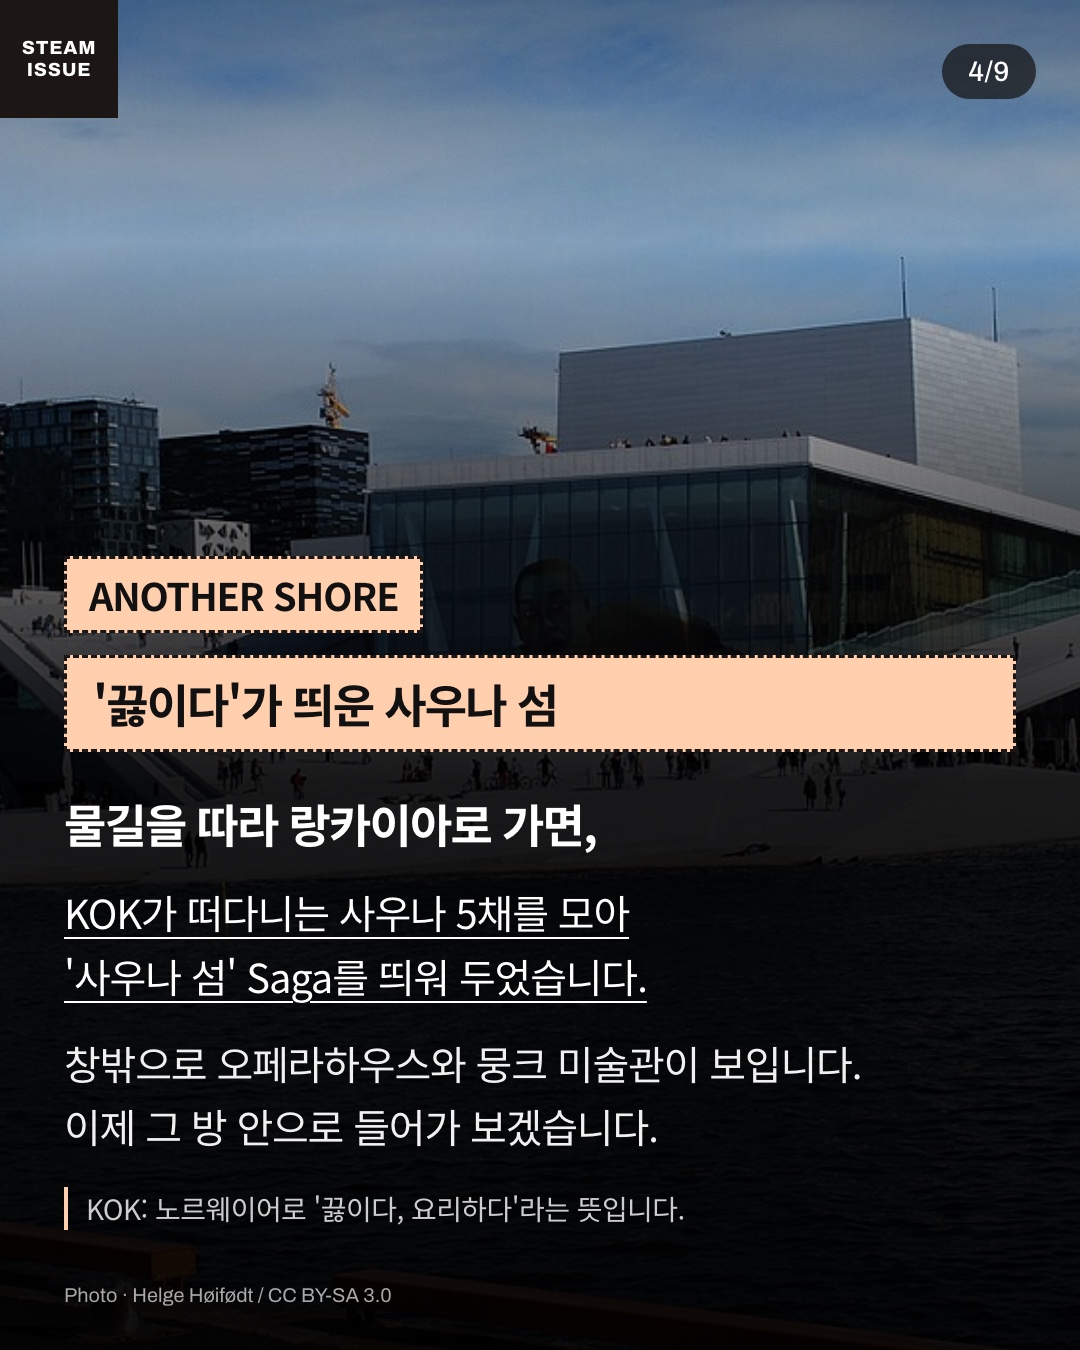 STEAM
ISSUE
4/9
ANOTHER SHORE
'끓이다'가 띄운 사우나 섬
물길을 따라 랑카이아로 가면,
KOK가 떠다니는 사우나 5채를 모아
'사우나 섬' Saga를 띄워 두었습니다.
창밖으로 오페라하우스와 뭉크 미술관이 보입니다.
이제 그 방 안으로 들어가 보겠습니다.
KOK: 노르웨이어로 '끓이다, 요리하다'라는 뜻입니다.
Photo · Helge Høifødt / CC BY-SA 3.0